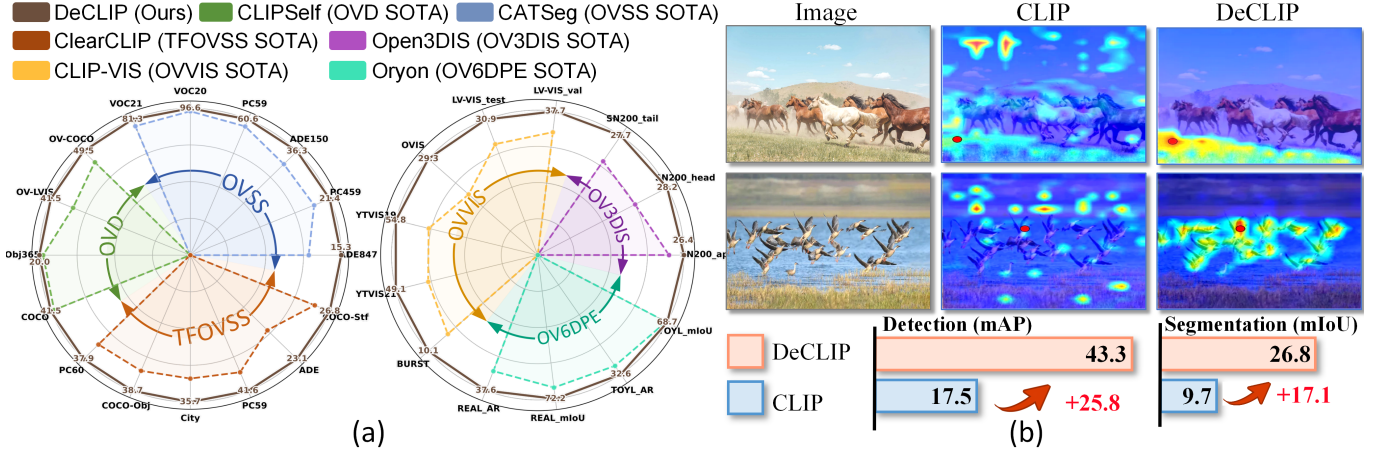 DeCLIP (Ours) CLIPSelf (OVD SOTA) CATSeg (OVSS SOTA)
ClearCLIP (TFOVSS SOTA) Open3DIS (OV3DIS SOTA)
CLIP-VIS (OVVIS SOTA) Oryon (OV6DPE SOTA)
VOC20
96.6
VOC21
81.3
PC59
60.6
OV-COCO
49.5
ADE150
36.3
OV-LVIS
41.5
PC459
21.4
Obj365
20.0
15.3
ADE847
COCO
41.5
26.8
OCO-Stf
37.9
PC60
23.1
ADE
38.7
COCO-Obj
35.7
City
41.6
PC59
OVSS
OVD
TFOVSS
LV-VIS_val
37.7
LV-VIS_test
30.9
SN200_tail
27.7
OVIS
29.3
N200_head
28.2
YTVIS19
54.8
26.4
N200_ap
YTVIS21
49.1
68.7
OYL_mIoU
10.1
BURST
32.6
TOYL_AR
37.6
REAL_AR
72.2
REAL_mIoU
OVVIS
OV3DIS
OV6DPE
(a)
Image CLIP DeCLIP
Detection (mAP) Segmentation (mIoU)
DeCLIP 43.3 26.8
CLIP 17.5 +25.8 9.7 +17.1
(b)